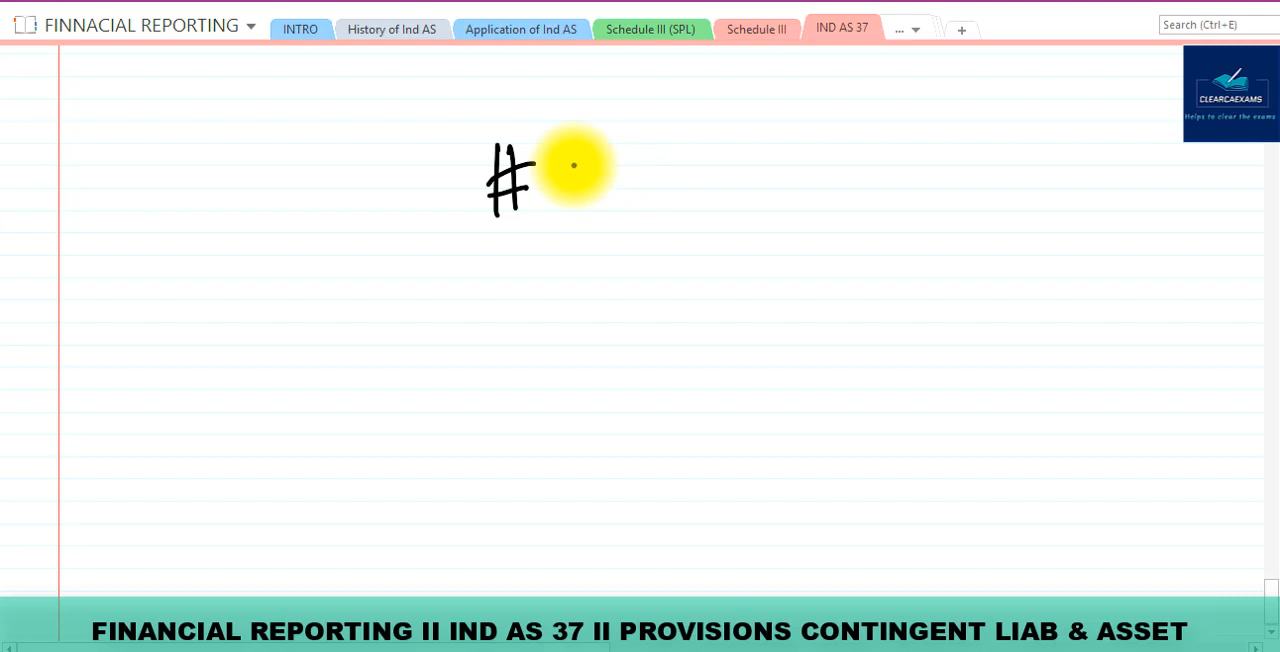 FINNACIAL REPORTING
INTRO
History of Ind AS
Application of Ind AS
Schedule III (SPL)
Schedule III
IND AS 37
...
+
Search (Ctrl+E)
CLEARCAEXAMS
Helps to clear the exams
#
FINANCIAL REPORTING II IND AS 37 II PROVISIONS CONTINGENT LIAB & ASSET